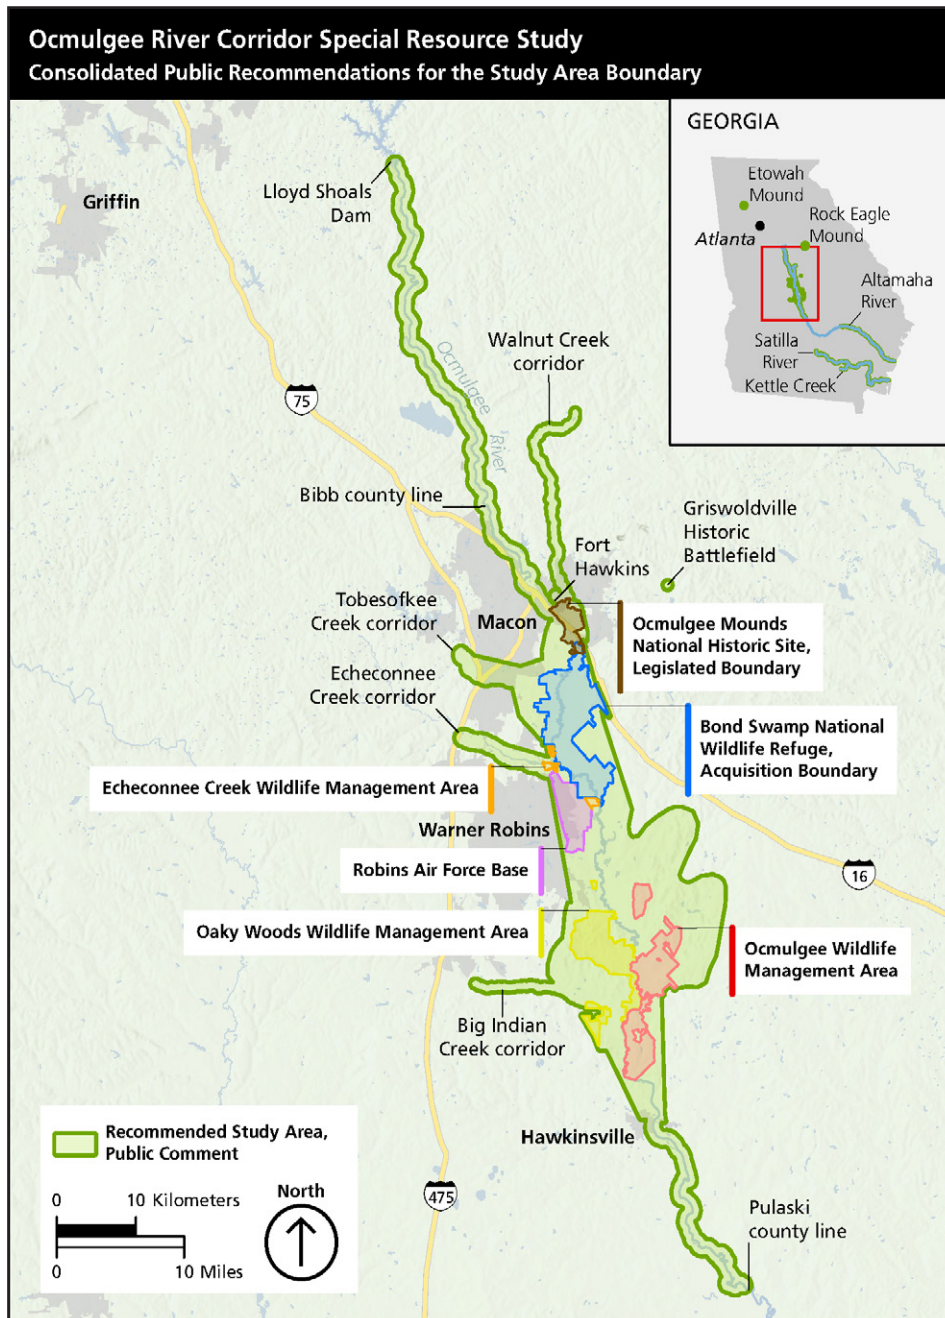 Ocmulgee River Corridor Special Resource Study
Consolidated Public Recommendations for the Study Area Boundary
GEORGIA
Etowah
Mound
Atlanta
Rock Eagle
Mound
Altamaha
River
Satilla
River
Kettle Creek
Griffin
Lloyd Shoals
Dam
Walnut Creek
corridor
Ocmulgee
River
75
Bibb county line
Griswoldville
Historic
Battlefield
Fort
Hawkins
Tobesofkee
Creek corridor
Macon
Ocmulgee Mounds
National Historic Site,
Legislated Boundary
Echeconnee
Creek corridor
Bond Swamp National
Wildlife Refuge,
Acquisition Boundary
Echeconnee Creek Wildlife Management Area
Warner Robins
Robins Air Force Base
16
Oaky Woods Wildlife Management Area
Ocmulgee Wildlife
Management Area
Big Indian
Creek corridor
Hawkinsville
Recommended Study Area,
Public Comment
0 10 Kilometers
0 10 Miles
North
475
Pulaski
county line